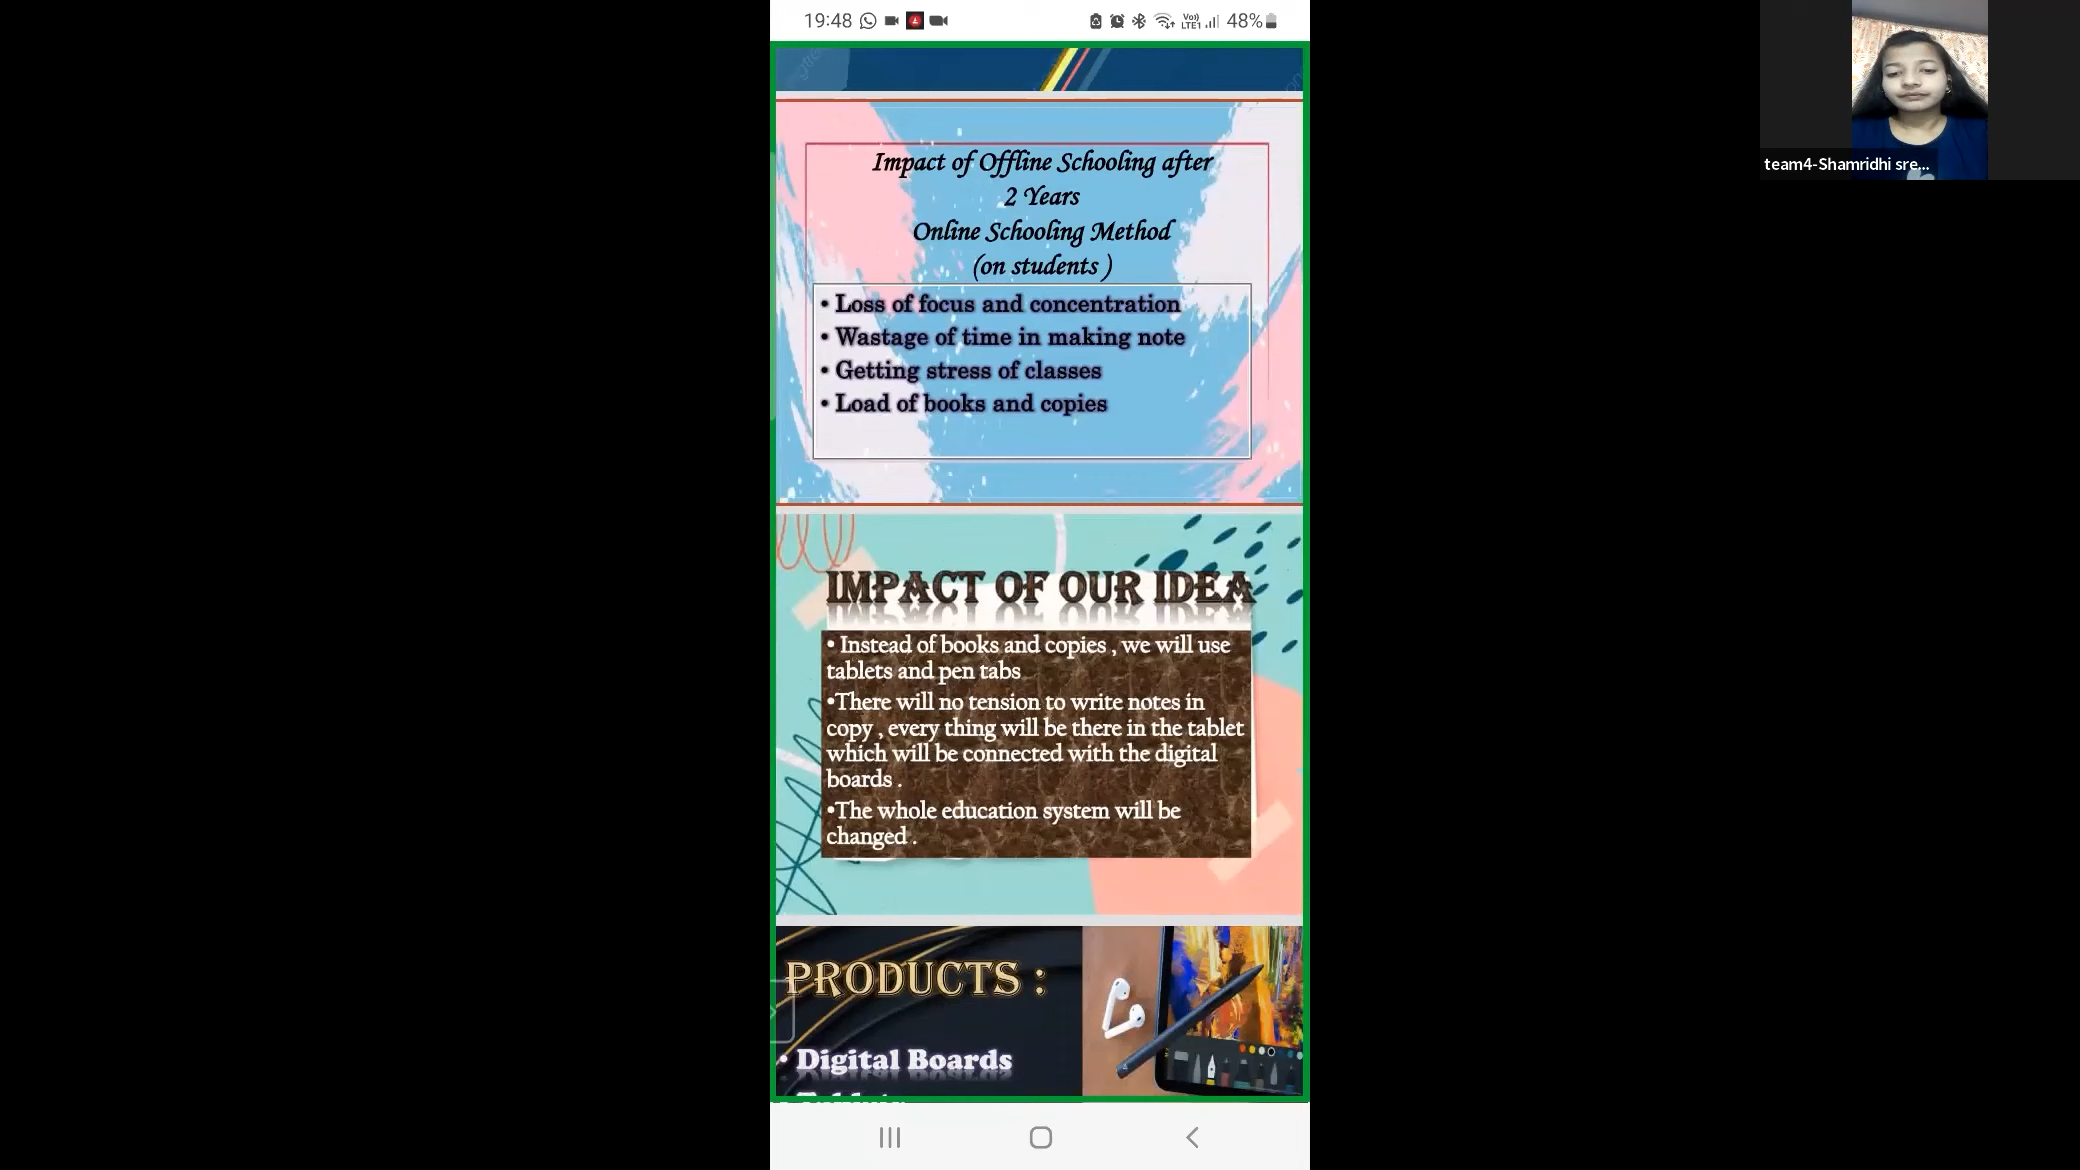 19:48
Vo)) LTE1 48%
team4-Shamridhi sre...
Impact of Offline Schooling after
2 Years
Online Schooling Method
(on students )
• Loss of focus and concentration
• Wastage of time in making note
• Getting stress of classes
• Load of books and copies
IMPACT OF OUR IDEA
• Instead of books and copies , we will use
tablets and pen tabs
•There will no tension to write notes in
copy , every thing will be there in the tablet
which will be connected with the digital
boards .
•The whole education system will be
changed .
PRODUCTS :
• Digital Boards